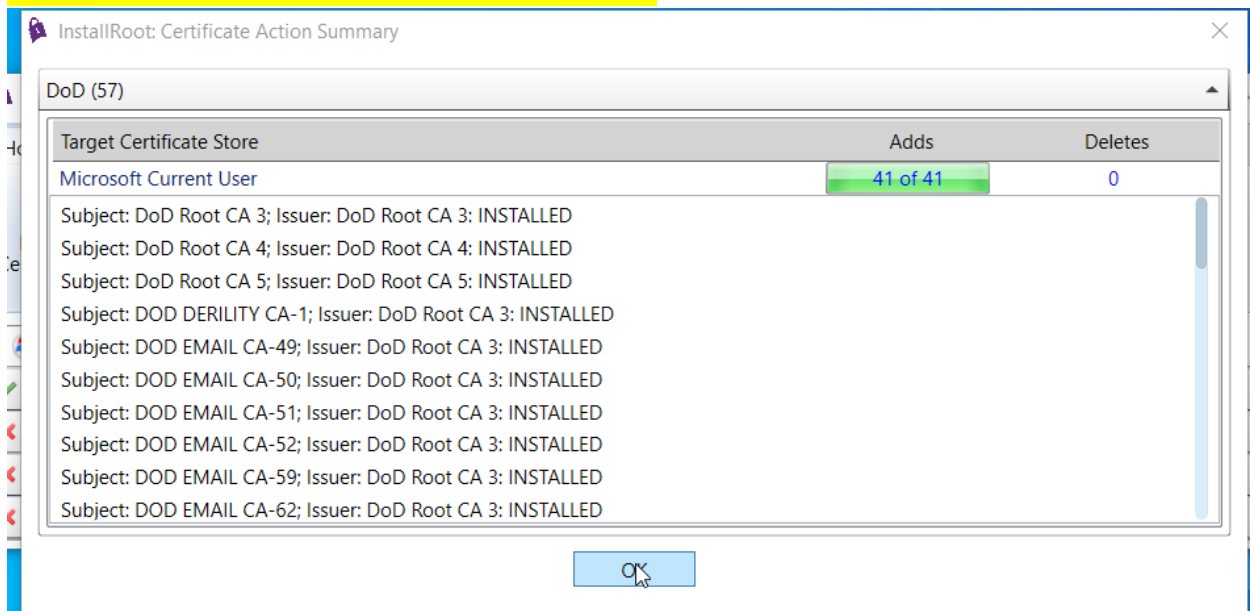 InstallRoot: Certificate Action Summary
DoD (57)
Target Certificate Store Adds Deletes
Microsoft Current User 41 of 41 0
Subject: DoD Root CA 3; Issuer: DoD Root CA 3: INSTALLED
Subject: DoD Root CA 4; Issuer: DoD Root CA 4: INSTALLED
Subject: DoD Root CA 5; Issuer: DoD Root CA 5: INSTALLED
Subject: DOD DERILITY CA-1; Issuer: DoD Root CA 3: INSTALLED
Subject: DOD EMAIL CA-49; Issuer: DoD Root CA 3: INSTALLED
Subject: DOD EMAIL CA-50; Issuer: DoD Root CA 3: INSTALLED
Subject: DOD EMAIL CA-51; Issuer: DoD Root CA 3: INSTALLED
Subject: DOD EMAIL CA-52; Issuer: DoD Root CA 3: INSTALLED
Subject: DOD EMAIL CA-59; Issuer: DoD Root CA 3: INSTALLED
Subject: DOD EMAIL CA-62; Issuer: DoD Root CA 3: INSTALLED
OK